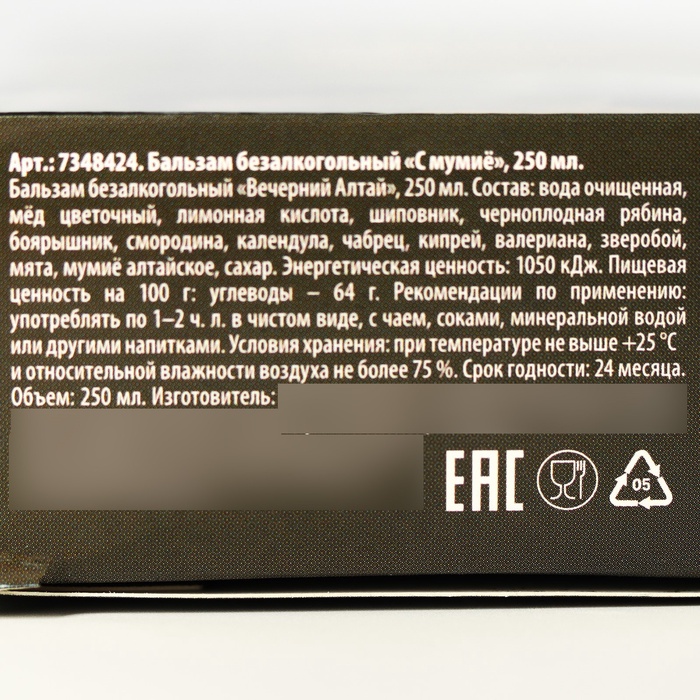 Арт.: 7348424. Бальзам безалкогольный «С мумиё», 250 мл.
Бальзам безалкогольный «Вечерний Алтай», 250 мл. Состав: вода очищенная,
мёд цветочный, лимонная кислота, шиповник, черноплодная рябина,
боярышник, смородина, календула, чабрец, кипрей, валериана, зверобой,
мята, мумиё алтайское, сахар. Энергетическая ценность: 1050 кДж. Пищевая
ценность на 100 г: углеводы – 64 г. Рекомендации по применению:
употреблять по 1–2 ч. л. в чистом виде, с чаем, соками, минеральной водой
или другими напитками. Условия хранения: при температуре не выше +25 °С
и относительной влажности воздуха не более 75 %. Срок годности: 24 месяца.
Объем: 250 мл. Изготовитель:
ЕАС 05